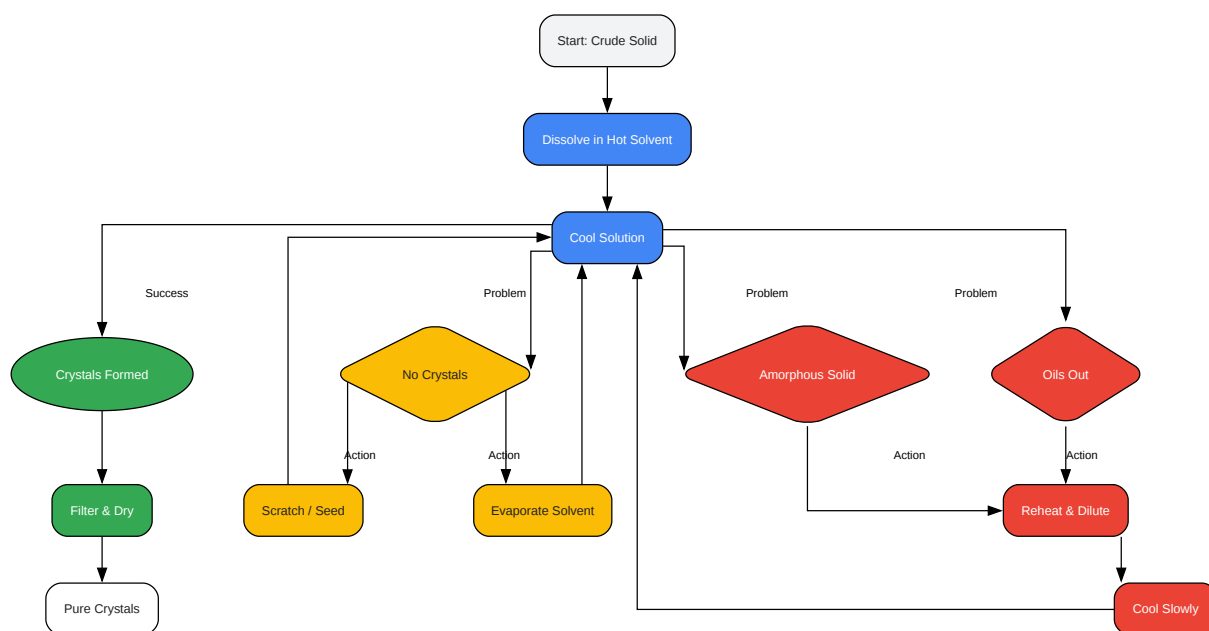 Start: Crude Solid
Dissolve in Hot Solvent
Cool Solution
Success
Problem
Problem
Problem
Crystals Formed
No Crystals
Amorphous Solid
Oils Out
Action
Action
Action
Action
Filter & Dry
Scratch / Seed
Evaporate Solvent
Reheat & Dilute
Pure Crystals
Cool Slowly